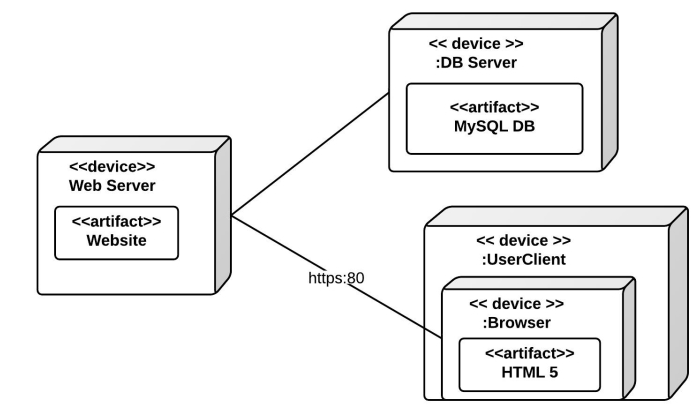 << device >>
:DB Server
<<artifact>>
MySQL DB
<<device>>
Web Server
<<artifact>>
Website
https:80
<< device >>
:UserClient
<< device >>
:Browser
<<artifact>>
HTML 5